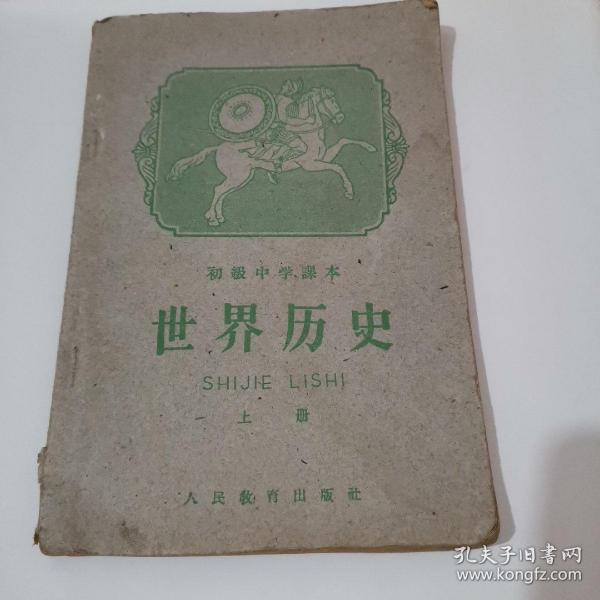 初級中学課本
世界历史
SHIJIE LISHI
上册
人民教育出版社
孔夫子旧书网
www.kongfz.com